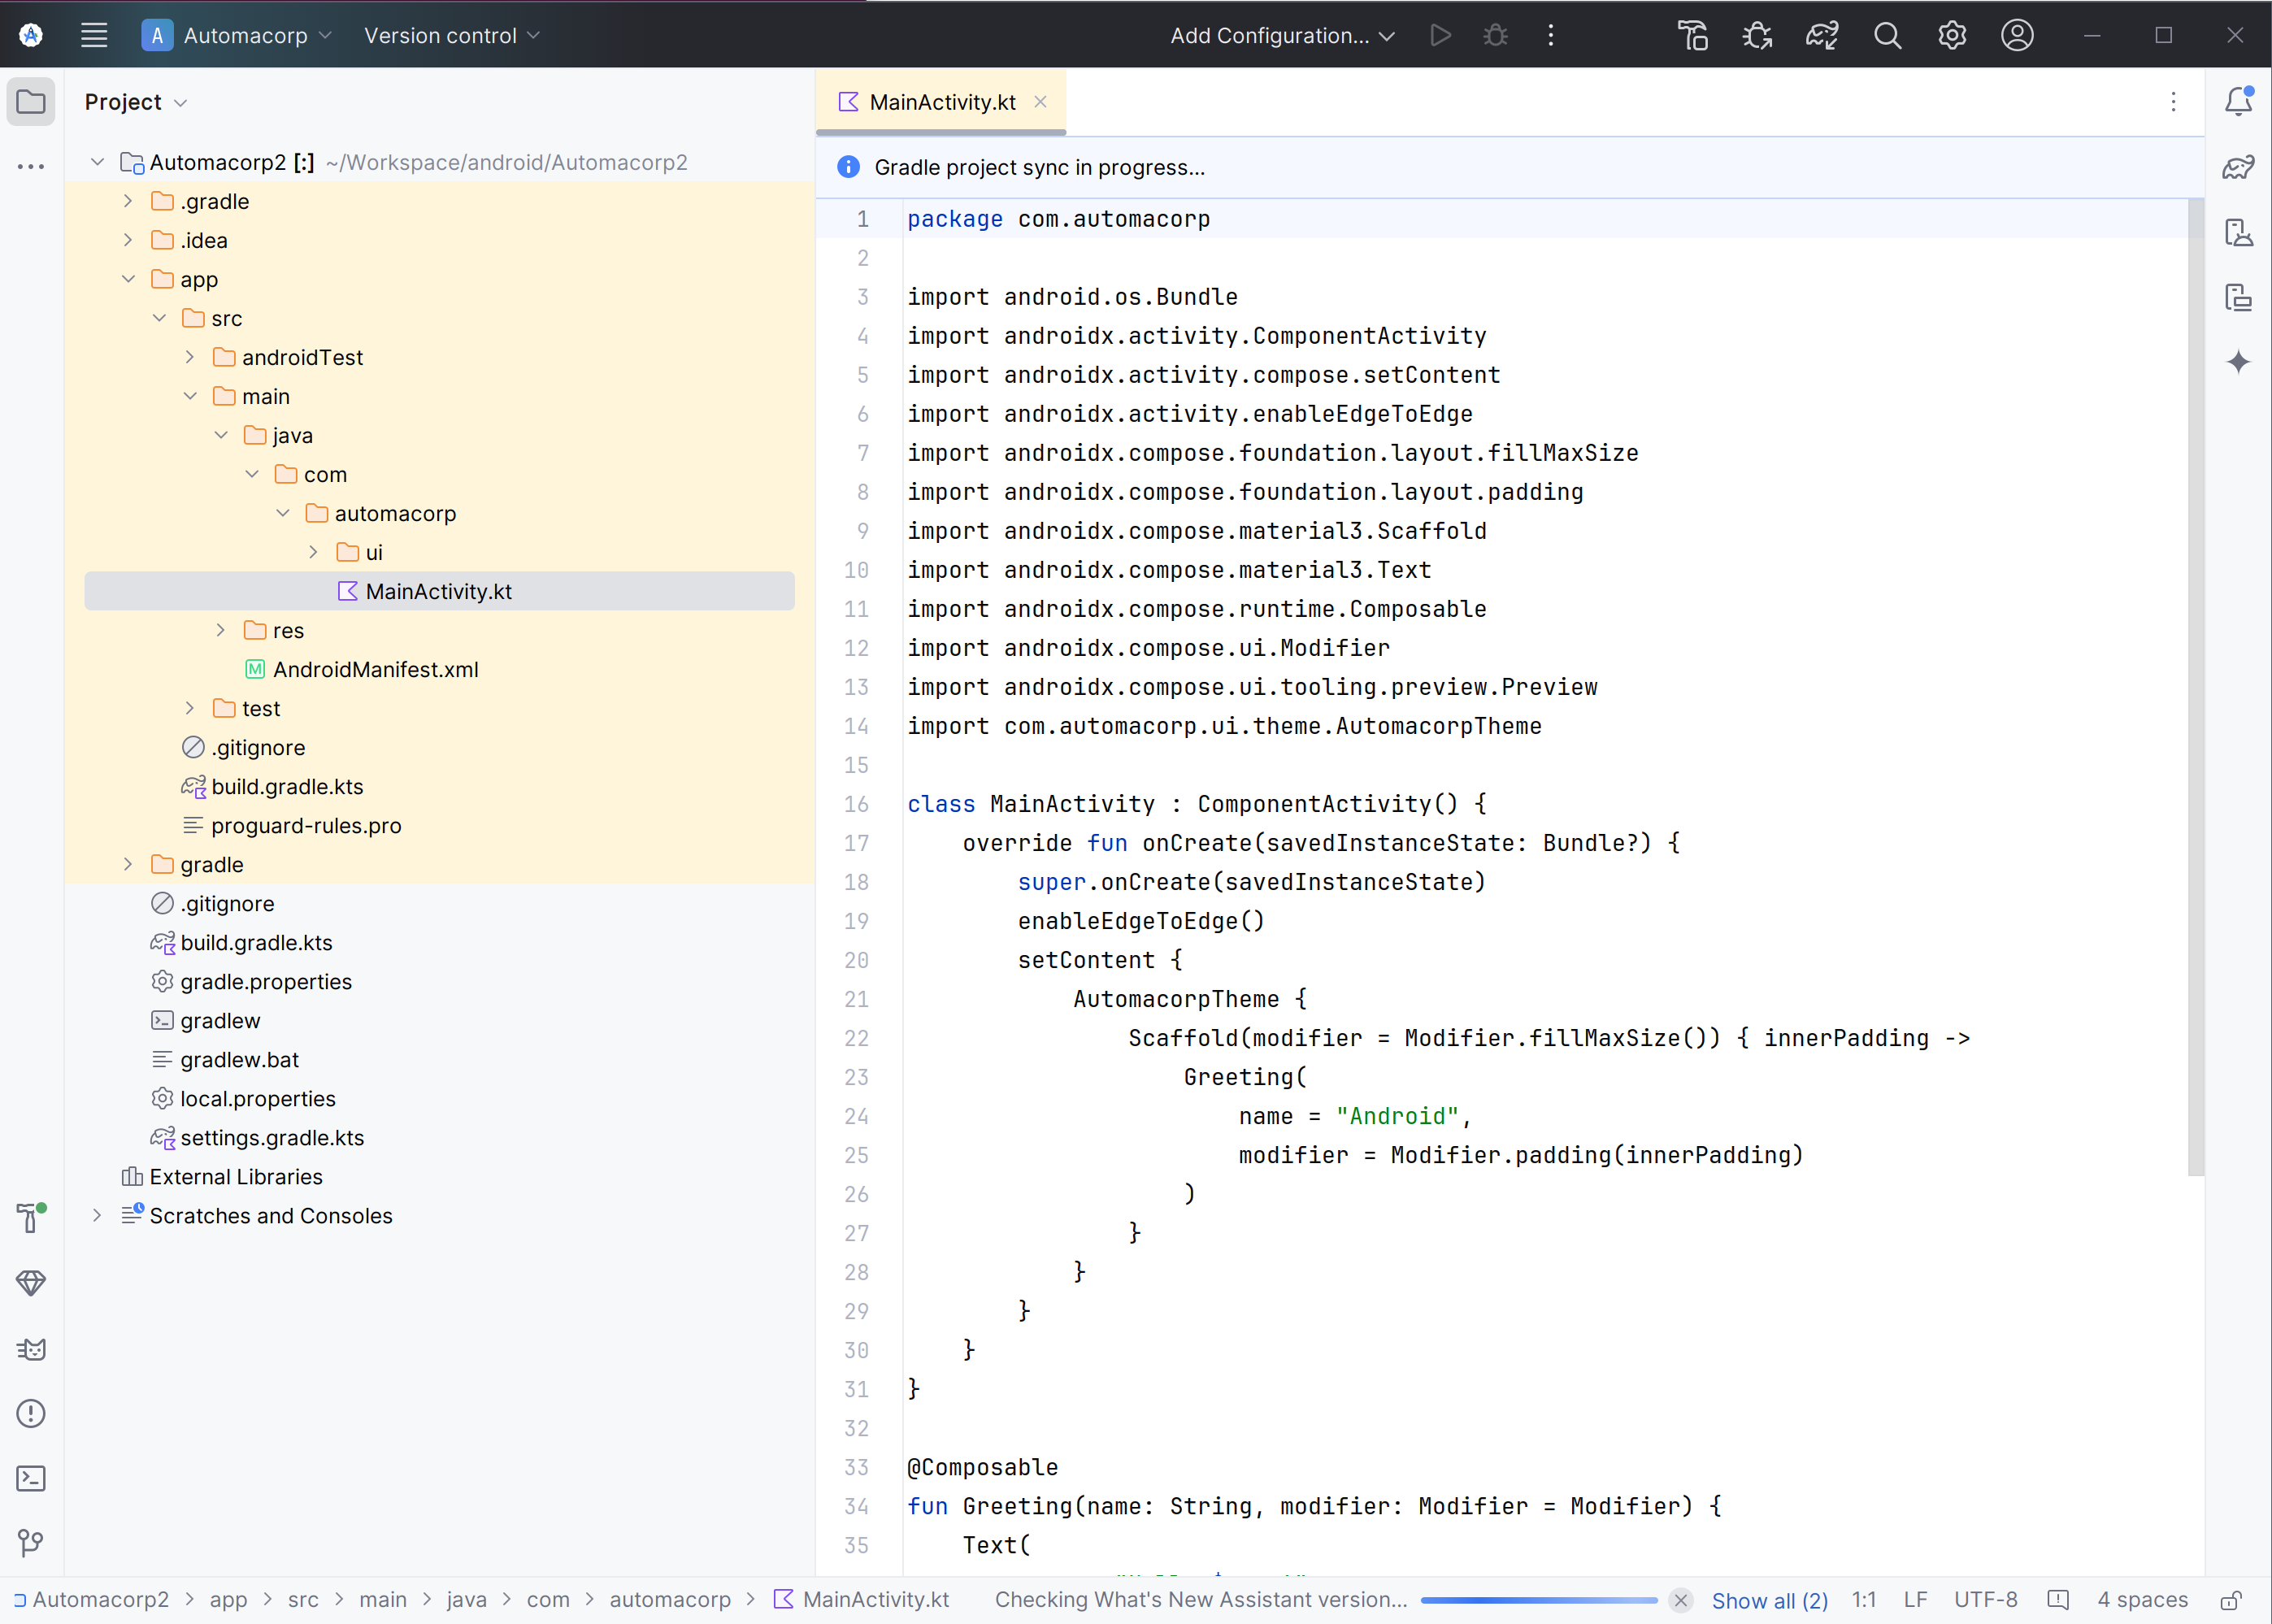 A Automacorp Version control Add Configuration...
Project
MainActivity.kt
Automacorp2 [:] ~/Workspace/android/Automacorp2
.gradle
.idea
app
src
androidTest
main
java
com
automacorp
ui
MainActivity.kt
res
AndroidManifest.xml
test
.gitignore
build.gradle.kts
proguard-rules.pro
gradle
.gitignore
build.gradle.kts
gradle.properties
gradlew
gradlew.bat
local.properties
settings.gradle.kts
External Libraries
Scratches and Consoles
Gradle project sync in progress...
1 package com.automacorp
2
3 import android.os.Bundle
4 import androidx.activity.ComponentActivity
5 import androidx.activity.compose.setContent
6 import androidx.activity.enableEdgeToEdge
7 import androidx.compose.foundation.layout.fillMaxSize
8 import androidx.compose.foundation.layout.padding
9 import androidx.compose.material3.Scaffold
10 import androidx.compose.material3.Text
11 import androidx.compose.runtime.Composable
12 import androidx.compose.ui.Modifier
13 import androidx.compose.ui.tooling.preview.Preview
14 import com.automacorp.ui.theme.AutomacorpTheme
15
16 class MainActivity : ComponentActivity() {
17     override fun onCreate(savedInstanceState: Bundle?) {
18         super.onCreate(savedInstanceState)
19         enableEdgeToEdge()
20         setContent {
21             AutomacorpTheme {
22                 Scaffold(modifier = Modifier.fillMaxSize()) { innerPadding ->
23                     Greeting(
24                         name = "Android",
25                         modifier = Modifier.padding(innerPadding)
26                     )
27                 }
28             }
29         }
30     }
31 }
32
33 @Composable
34 fun Greeting(name: String, modifier: Modifier = Modifier) {
35     Text(
Automacorp2 > app > src > main > java > com > automacorp > MainActivity.kt Checking What's New Assistant version... Show all (2) 1:1 LF UTF-8 4 spaces